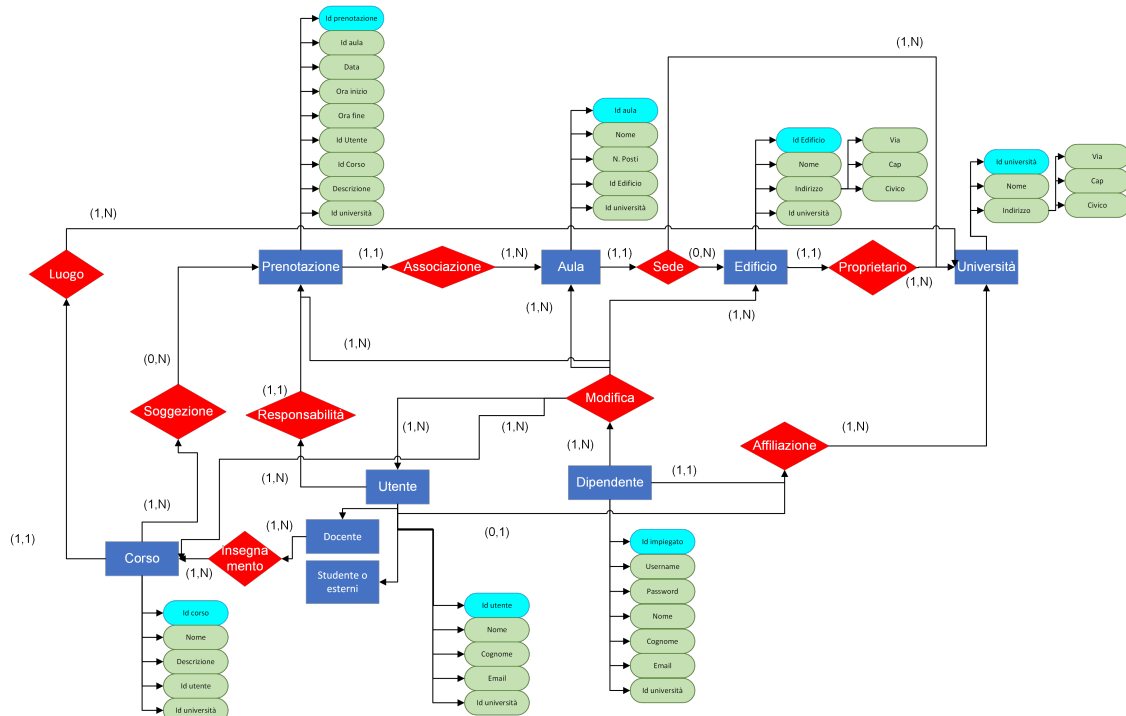 Id prenotazione
Id aula
Data
Ora inizio
Ora fine
Id Utente
Id Corso
Descrizione
Id università
(1,N)
Id aula
Nome
N. Posti
Id Edificio
Id università
Id Edificio
Nome
Indirizzo
Id università
Via
Cap
Civico
Id università
Nome
Indirizzo
Via
Cap
Civico
(1,N)
Luogo
Prenotazione
(1,1)
Associazione
(1,N)
Aula
(1,1)
Sede
(0,N)
Edificio
(1,1)
Proprietario
(1,N)
Università
(1,N)
(1,N)
(1,N)
(0,N)
(1,1)
Soggezione
Responsabilità
Modifica
(1,N)
(1,N)
(1,N)
Affiliazione
(1,N)
(1,N)
(1,1)
Utente
Dipendente
(1,N)
(1,N)
(1,N)
(0,1)
(1,1)
Corso
(1,N)
Insegna
mento
Docente
Studente o
esterni
Id corso
Nome
Descrizione
Id utente
Id università
Id utente
Nome
Cognome
Email
Id università
Id impiegato
Username
Password
Nome
Cognome
Email
Id università